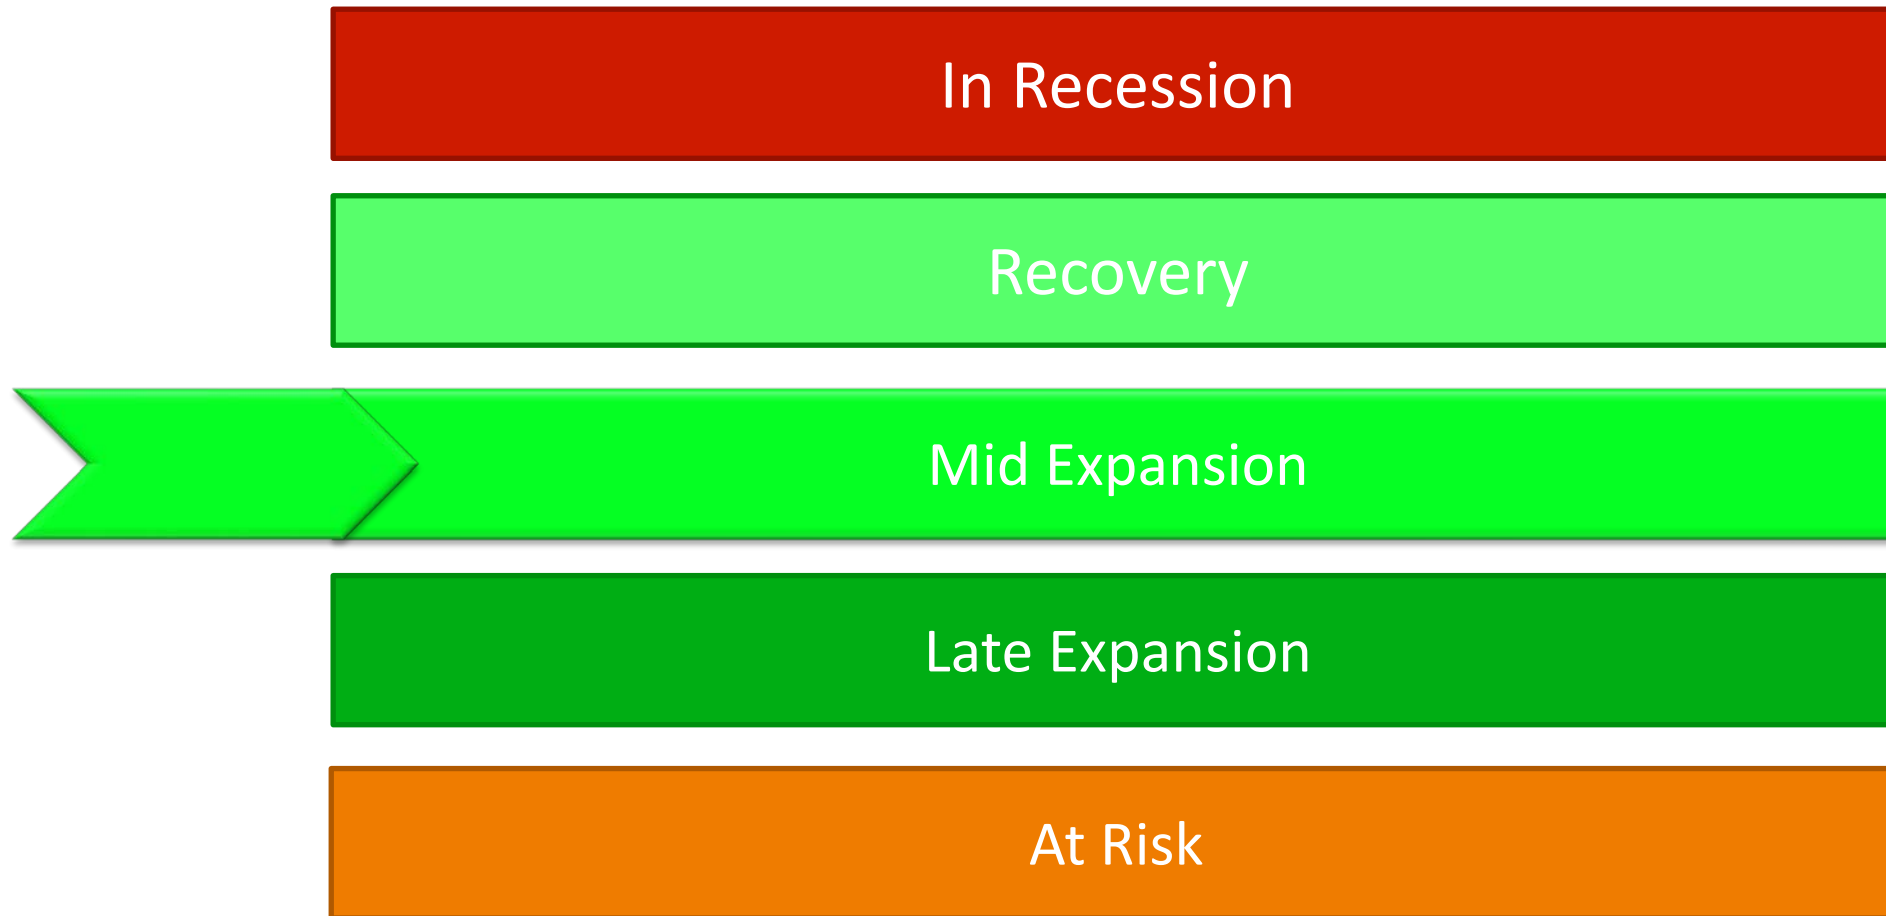 In Recession
Recovery
Mid Expansion
Late Expansion
At Risk